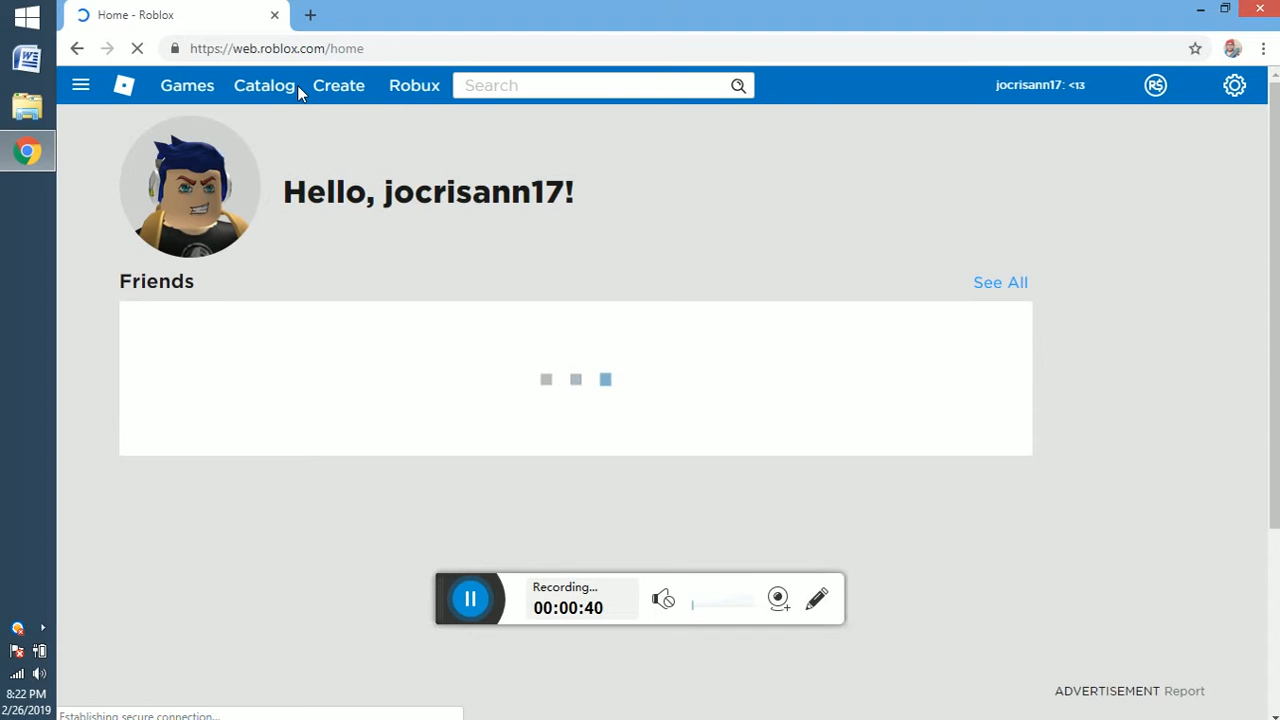 Home - Roblox
https://web.roblox.com/home
Games Catalog Create Robux Search jocrisann17: <13 R$
Hello, jocrisann17!
Friends See All
Recording...
00:00:40
ADVERTISEMENT Report
8:22 PM
2/26/2019
Establishing secure connection...